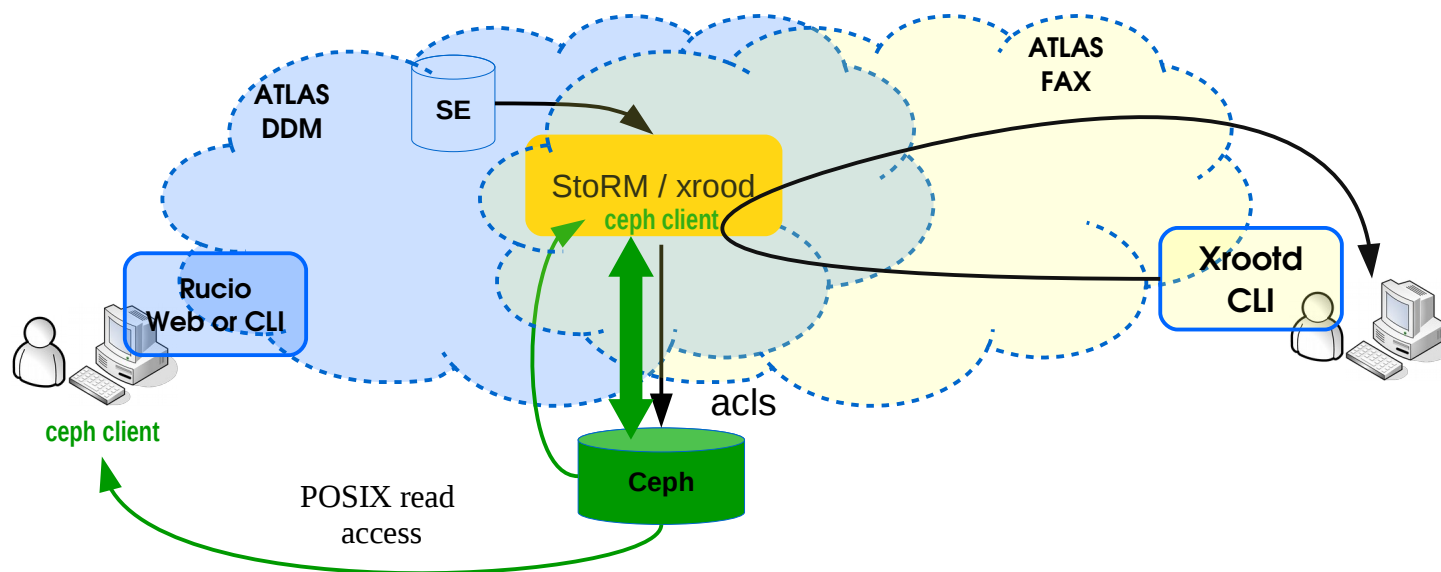 ATLAS
DDM
SE
ATLAS
FAX
StoRM / xrood
ceph client
Rucio
Web or CLI
Xrootd
CLI
ceph client
acls
Ceph
POSIX read
access